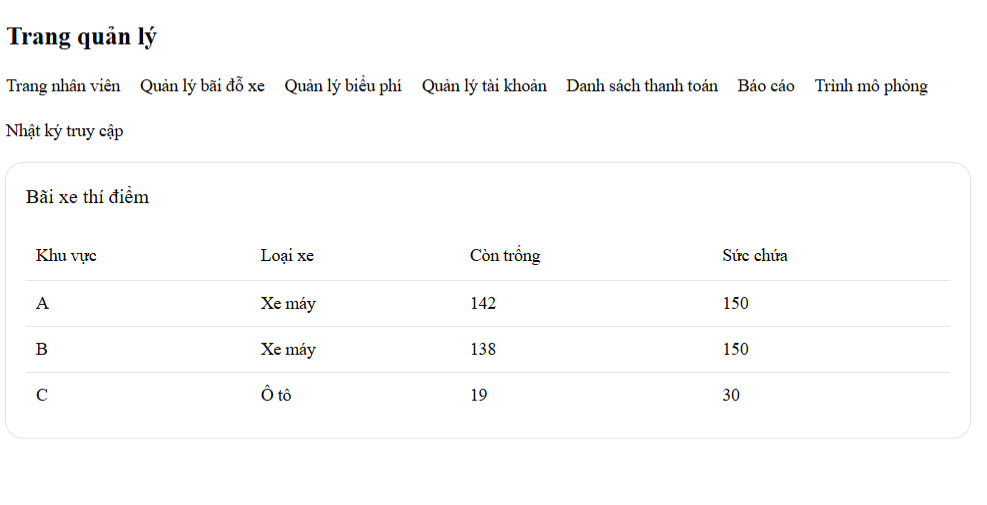 Trang quản lý
Trang nhân viên Quản lý bãi đỗ xe Quản lý biểu phí Quản lý tài khoản Danh sách thanh toán Báo cáo Trình mô phỏng
Nhật ký truy cập
Bãi xe thí điểm
Khu vực Loại xe Còn trống Sức chứa
A Xe máy 142 150
B Xe máy 138 150
C Ô tô 19 30